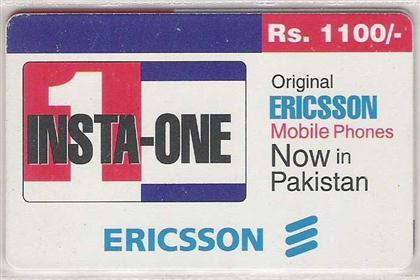 Rs. 1100/-
1
INSTA-ONE
Original
ERICSSON
Mobile Phones
Now in
Pakistan
ERICSSON